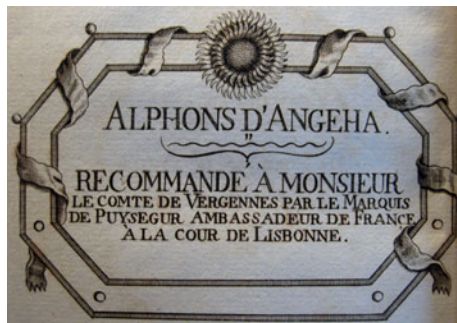 ALPHONS D'ANGEHA.
"
RECOMMANDE À MONSIEUR
LE COMTE DE VERGENNES PAR LE MARQUIS
DE PUYSEGUR AMBASSADEUR DE FRANCE
À LA COUR DE LISBONNE.